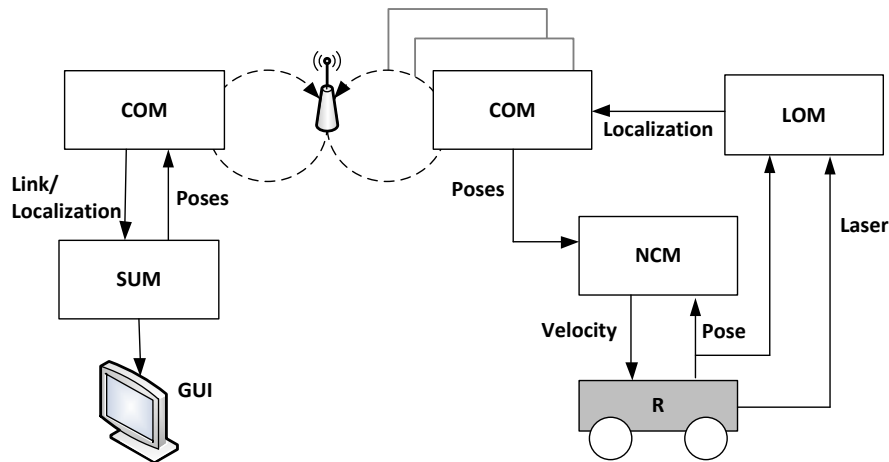 COM
COM
LOM
Localization
Link/
Localization
Poses
Poses
Laser
SUM
NCM
Velocity
Pose
GUI
R